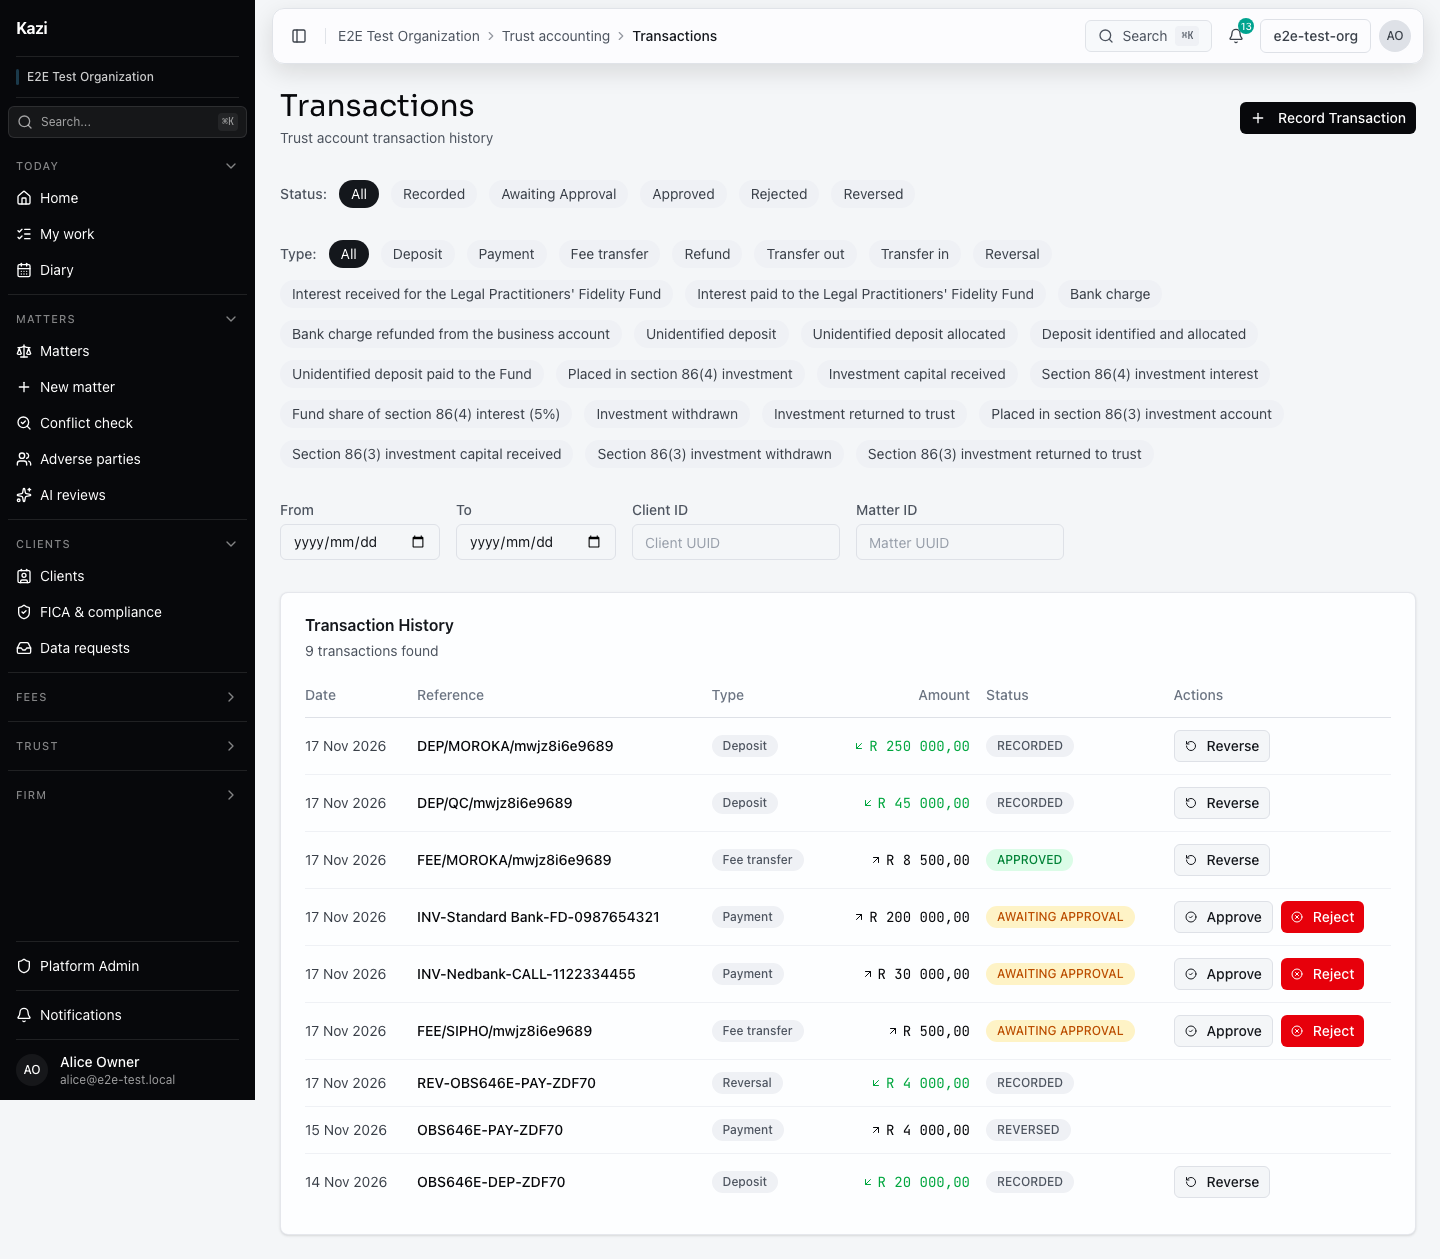 Kazi
E2E Test Organization
Search... ⌘K
TODAY
Home
My work
Diary
MATTERS
Matters
New matter
Conflict check
Adverse parties
AI reviews
CLIENTS
Clients
FICA & compliance
Data requests
FEES
TRUST
FIRM
Platform Admin
Notifications
AO Alice Owner
alice@e2e-test.local
E2E Test Organization Trust accounting Transactions Search ⌘K 13 e2e-test-org AO
Transactions
Trust account transaction history
Record Transaction
Status: All Recorded Awaiting Approval Approved Rejected Reversed
Type: All Deposit Payment Fee transfer Refund Transfer out Transfer in Reversal
Interest received for the Legal Practitioners' Fidelity Fund Interest paid to the Legal Practitioners' Fidelity Fund Bank charge
Bank charge refunded from the business account Unidentified deposit Unidentified deposit allocated Deposit identified and allocated
Unidentified deposit paid to the Fund Placed in section 86(4) investment Investment capital received Section 86(4) investment interest
Fund share of section 86(4) interest (5%) Investment withdrawn Investment returned to trust Placed in section 86(3) investment account
Section 86(3) investment capital received Section 86(3) investment withdrawn Section 86(3) investment returned to trust
From To Client ID Matter ID
yyyy/mm/dd yyyy/mm/dd Client UUID Matter UUID
Transaction History
9 transactions found
Date Reference Type Amount Status Actions
17 Nov 2026 DEP/MOROKA/mwjz8i6e9689 Deposit R 250 000,00 RECORDED Reverse
17 Nov 2026 DEP/QC/mwjz8i6e9689 Deposit R 45 000,00 RECORDED Reverse
17 Nov 2026 FEE/MOROKA/mwjz8i6e9689 Fee transfer R 8 500,00 APPROVED Reverse
17 Nov 2026 INV-Standard Bank-FD-0987654321 Payment R 200 000,00 AWAITING APPROVAL Approve Reject
17 Nov 2026 INV-Nedbank-CALL-1122334455 Payment R 30 000,00 AWAITING APPROVAL Approve Reject
17 Nov 2026 FEE/SIPHO/mwjz8i6e9689 Fee transfer R 500,00 AWAITING APPROVAL Approve Reject
17 Nov 2026 REV-OBS646E-PAY-ZDF70 Reversal R 4 000,00 RECORDED
15 Nov 2026 OBS646E-PAY-ZDF70 Payment R 4 000,00 REVERSED
14 Nov 2026 OBS646E-DEP-ZDF70 Deposit R 20 000,00 RECORDED Reverse